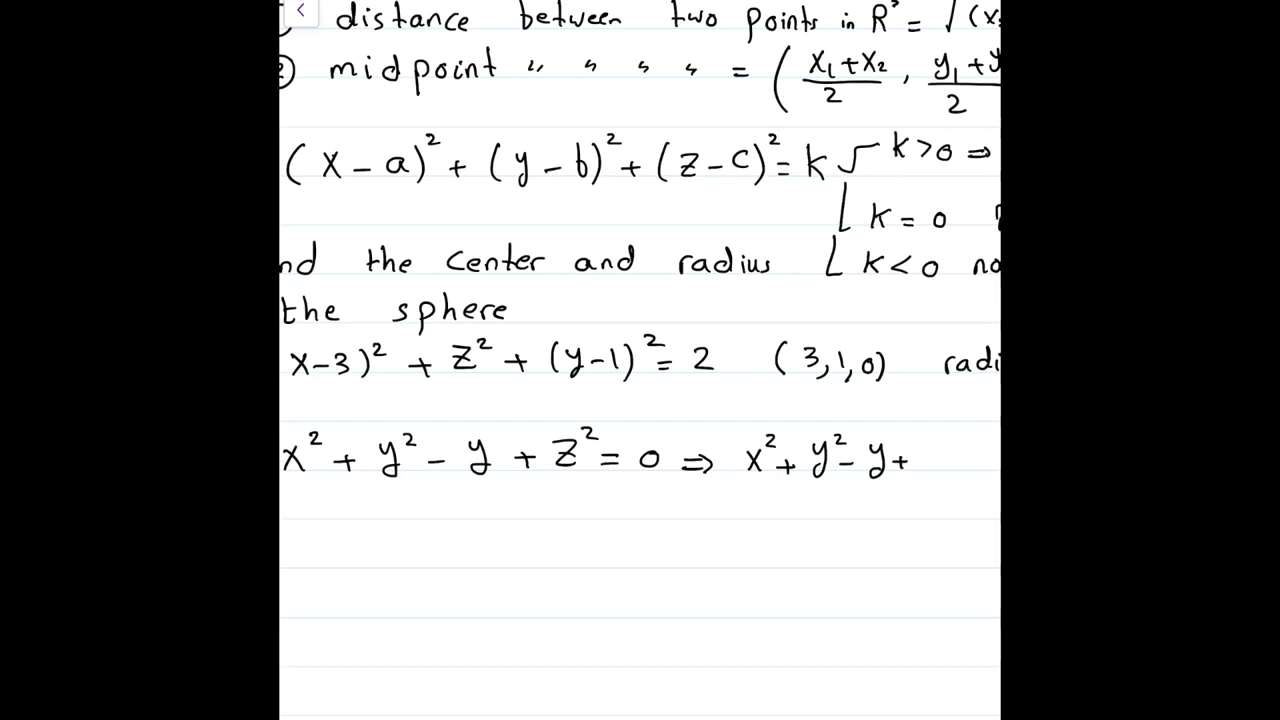 distance between two points in R³ = √(x
② midpoint " " " " = ( x₁+x₂/2 , y₁+y/2
(x-a)² + (y-b)² + (z-c)² = k k>0 ⇒
k=0
nd the center and radius k<0 no
the sphere
x-3)² + z² + (y-1)² = 2 (3,1,0) radi
x² + y² - y + z² = 0 ⇒ x² + y² - y +